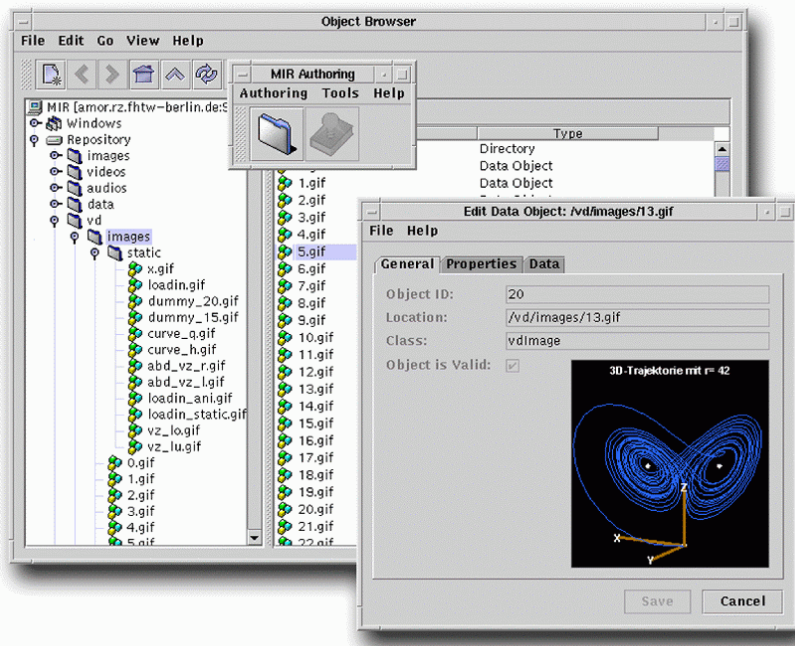 Object Browser
File Edit Go View Help
MIR Authoring
Authoring Tools Help
MIR [amor.rz.fhtw-berlin.de:
Windows
Repository
images
videos
audios
data
vd
images
static
x.gif
loadin.gif
dummy_20.gif
dummy_15.gif
curve_q.gif
curve_h.gif
abd_vz_r.gif
abd_vz_l.gif
loadin_ani.gif
loadin_static.gif
vz_lo.gif
vz_lu.gif
0.gif
1.gif
2.gif
3.gif
4.gif
5.gif
Type
Directory
Data Object
1.gif Data Object
2.gif
3.gif
4.gif
5.gif
6.gif
7.gif
8.gif
9.gif
10.gif
11.gif
12.gif
13.gif
14.gif
15.gif
16.gif
17.gif
18.gif
19.gif
20.gif
21.gif
22.gif
Edit Data Object: /vd/images/13.gif
File Help
General Properties Data
Object ID: 20
Location: /vd/images/13.gif
Class: vdImage
Object is Valid:
3D-Trajektorie mit r= 42
Z
X
Y
Save Cancel